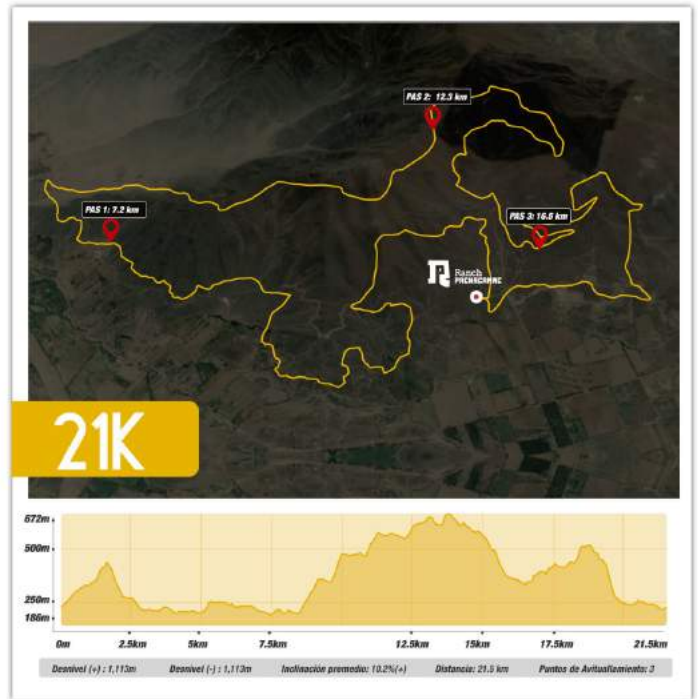 PAS 2: 12.3 km
PAS 1: 7.2 km
PAS 3: 16.6 km
Ranch
PACHACAMAC
21K
672m
500m
250m
186m
0m 2.5km 5km 7.5km 12.5km 15km 17.5km 21.5km
Desnivel (+) : 1,113m Desnivel (-) : 1,113m Inclinación promedio: 10.2%(+) Distancia: 21.5 km Puntos de Avituallamiento: 3